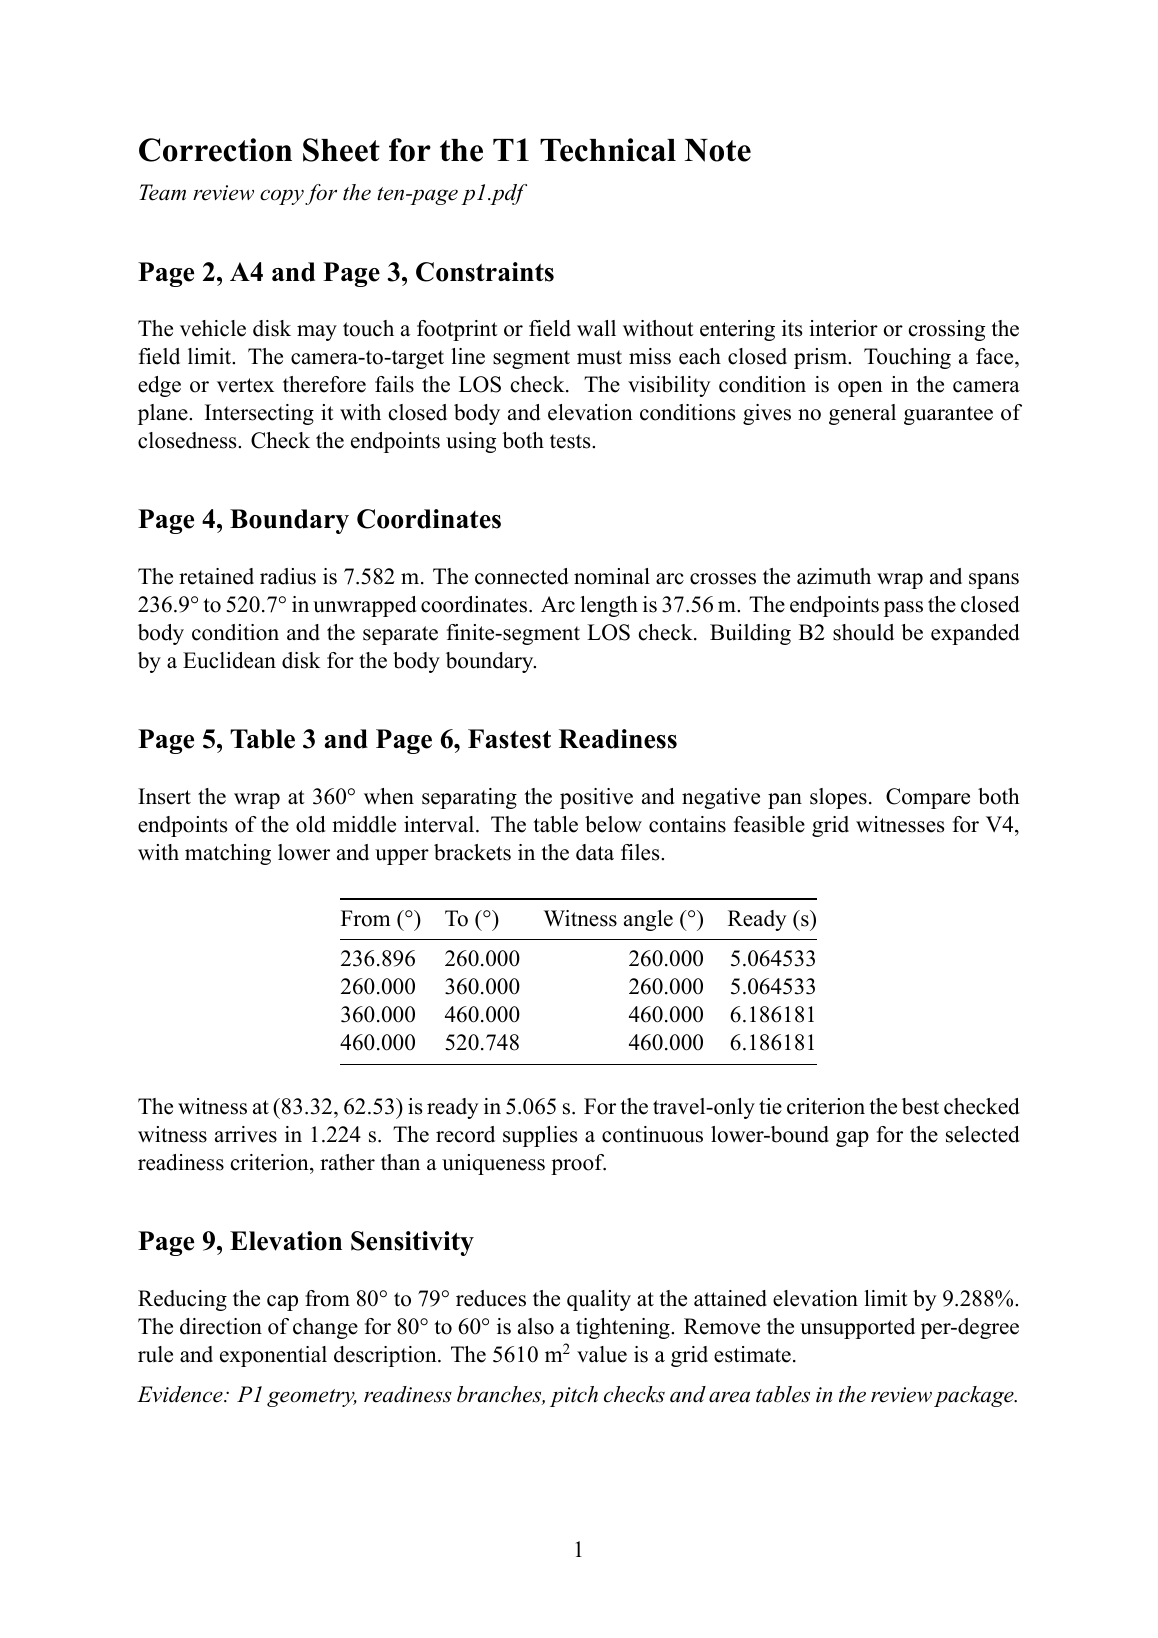 Correction Sheet for the T1 Technical Note
Team review copy for the ten-page p1.pdf
Page 2, A4 and Page 3, Constraints
The vehicle disk may touch a footprint or field wall without entering its interior or crossing the
field limit. The camera-to-target line segment must miss each closed prism. Touching a face,
edge or vertex therefore fails the LOS check. The visibility condition is open in the camera
plane. Intersecting it with closed body and elevation conditions gives no general guarantee of
closedness. Check the endpoints using both tests.
Page 4, Boundary Coordinates
The retained radius is 7.582 m. The connected nominal arc crosses the azimuth wrap and spans
236.9° to 520.7° in unwrapped coordinates. Arc length is 37.56 m. The endpoints pass the closed
body condition and the separate finite-segment LOS check. Building B2 should be expanded
by a Euclidean disk for the body boundary.
Page 5, Table 3 and Page 6, Fastest Readiness
Insert the wrap at 360° when separating the positive and negative pan slopes. Compare both
endpoints of the old middle interval. The table below contains feasible grid witnesses for V4,
with matching lower and upper brackets in the data files.
From (°) To (°) Witness angle (°) Ready (s)
236.896 260.000 260.000 5.064533
260.000 360.000 260.000 5.064533
360.000 460.000 460.000 6.186181
460.000 520.748 460.000 6.186181
The witness at (83.32, 62.53) is ready in 5.065 s. For the travel-only tie criterion the best checked
witness arrives in 1.224 s. The record supplies a continuous lower-bound gap for the selected
readiness criterion, rather than a uniqueness proof.
Page 9, Elevation Sensitivity
Reducing the cap from 80° to 79° reduces the quality at the attained elevation limit by 9.288%.
The direction of change for 80° to 60° is also a tightening. Remove the unsupported per-degree
rule and exponential description. The 5610 m² value is a grid estimate.
Evidence: P1 geometry, readiness branches, pitch checks and area tables in the review package.
1